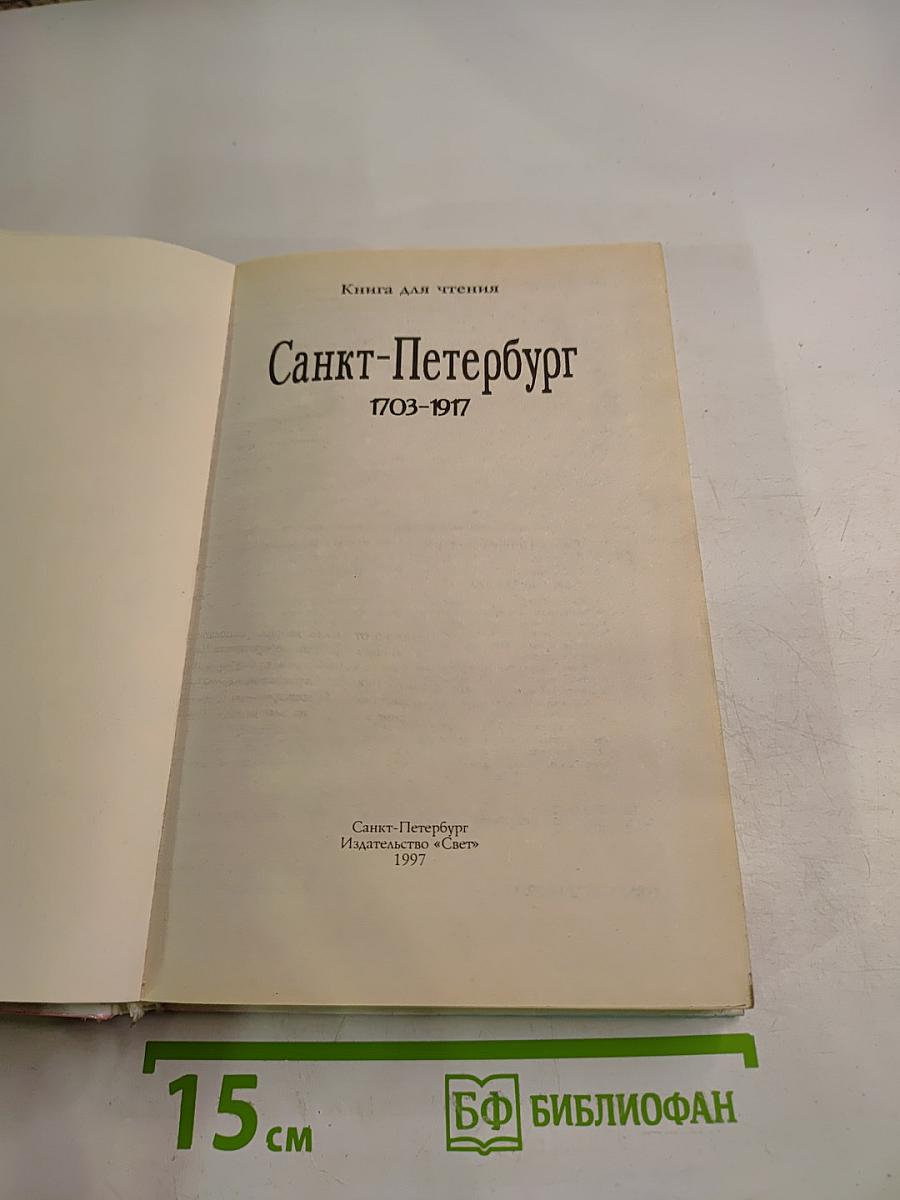 Книга для чтения
Санкт-Петербург
1703-1917
Санкт-Петербург
Издательство «Свет»
1997
15 см
БФ БИБЛИОФАН